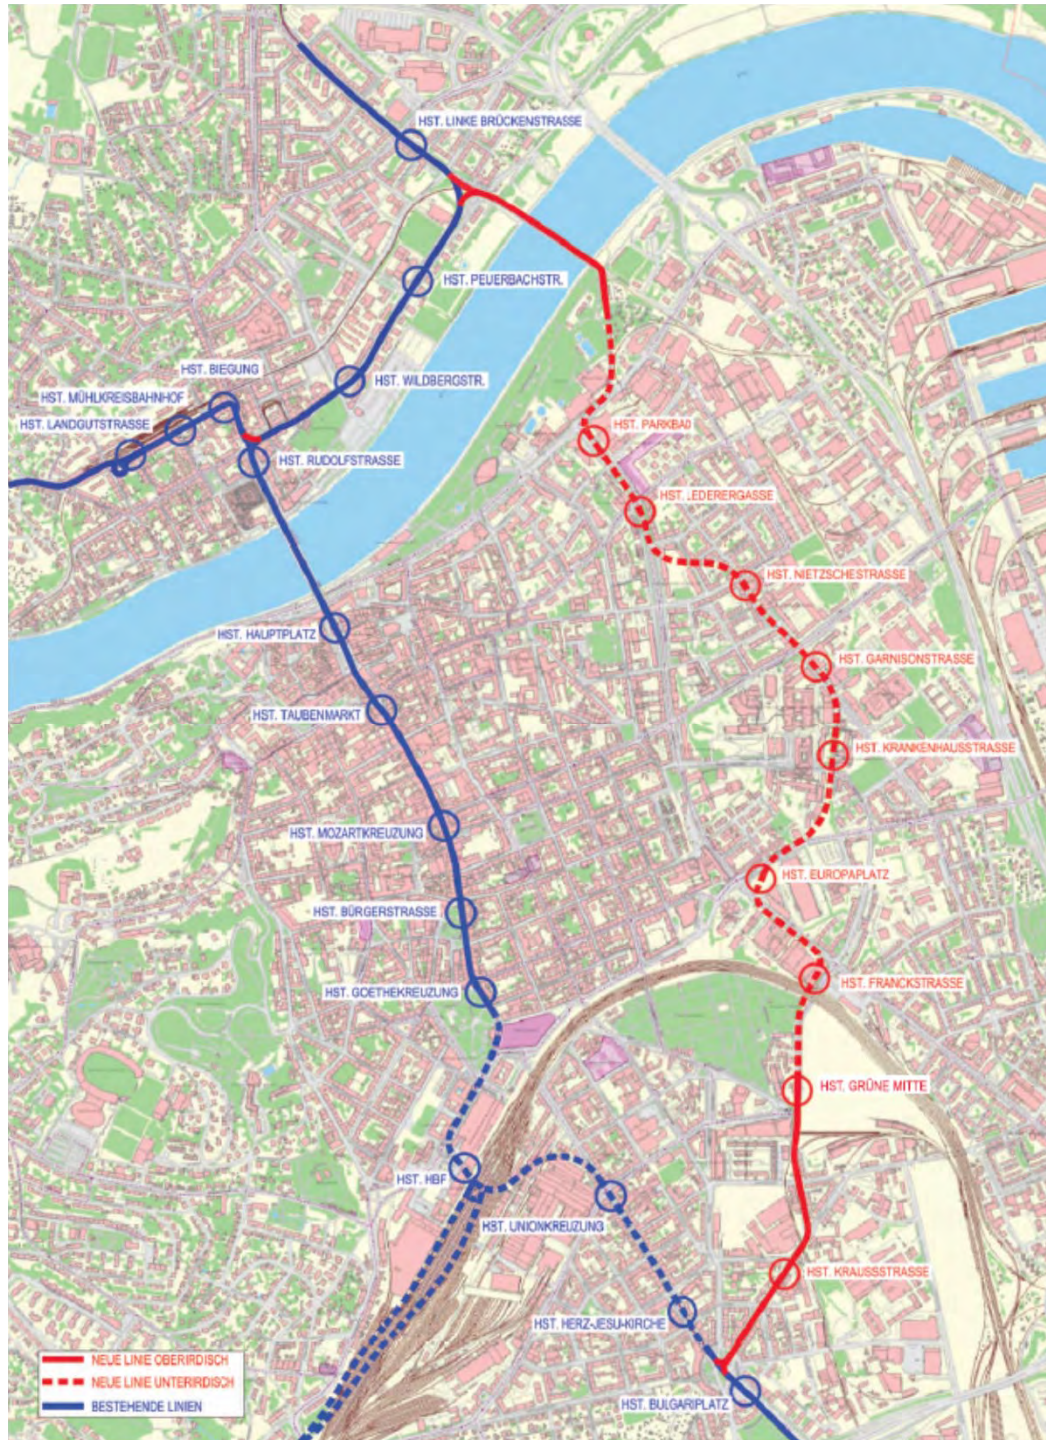 HST. LINKE BRÜCKENSTRASSE
HST. PEUERBACHSTR.
HST. BIEGUNG
HST. WILDBERGSTR.
HST. MÜHLKREISBAHNHOF
HST. LANDGUTSTRASSE
HST. PARKBAD
HST. RUDOLFSTRASSE
HST. LEDERERGASSE
HST. NIETZSCHESTRASSE
HST. HAUPTPLATZ
HST. GARNISONSTRASSE
HST. TAUBENMARKT
HST. KRANKENHAUSSTRASSE
HST. MOZARTKREUZUNG
HST. EUROPAPLATZ
HST. BÜRGERSTRASSE
HST. FRANCKSTRASSE
HST. GOETHEKREUZUNG
HST. GRÜNE MITTE
HST. HBF
HST. UNIONKREUZUNG
HST. KRAUSSSTRASSE
HST. HERZ-JESU-KIRCHE
HST. BULGARIPLATZ
NEUE LINIE OBERIRDISCH
NEUE LINIE UNTERIRDISCH
BESTEHENDE LINIEN